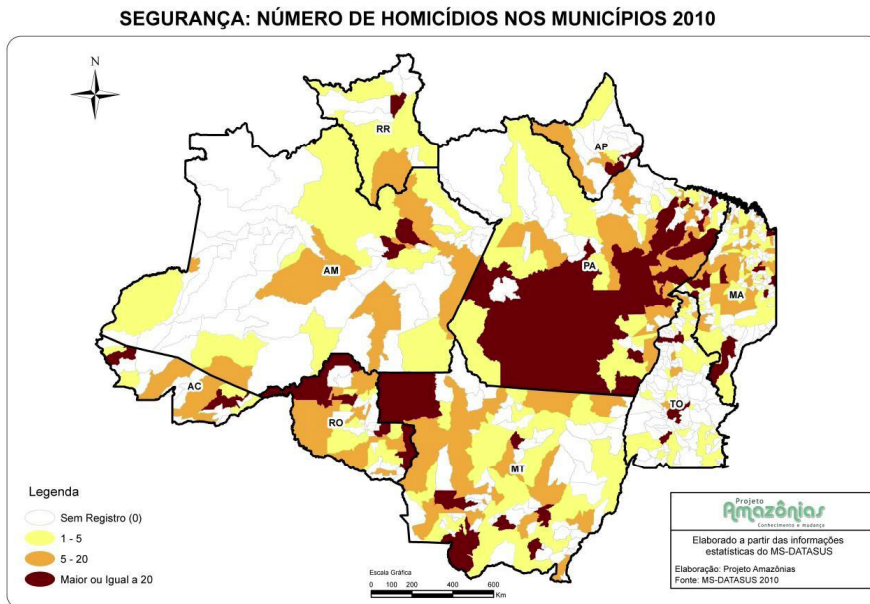 SEGURANÇA: NÚMERO DE HOMICÍDIOS NOS MUNICÍPIOS 2010
N
RR
AP
AM
PA
MA
AC
RO
TO
MT
Legenda
Sem Registro (0)
1 - 5
5 - 20
Maior ou Igual a 20
Escala Gráfica
0 100 200 400 600
Km
Projeto
Amazônias
Conhecimento e mudança
Elaborado a partir das informações
estatísticas do MS-DATASUS
Elaboração: Projeto Amazônias
Fonte: MS-DATASUS 2010